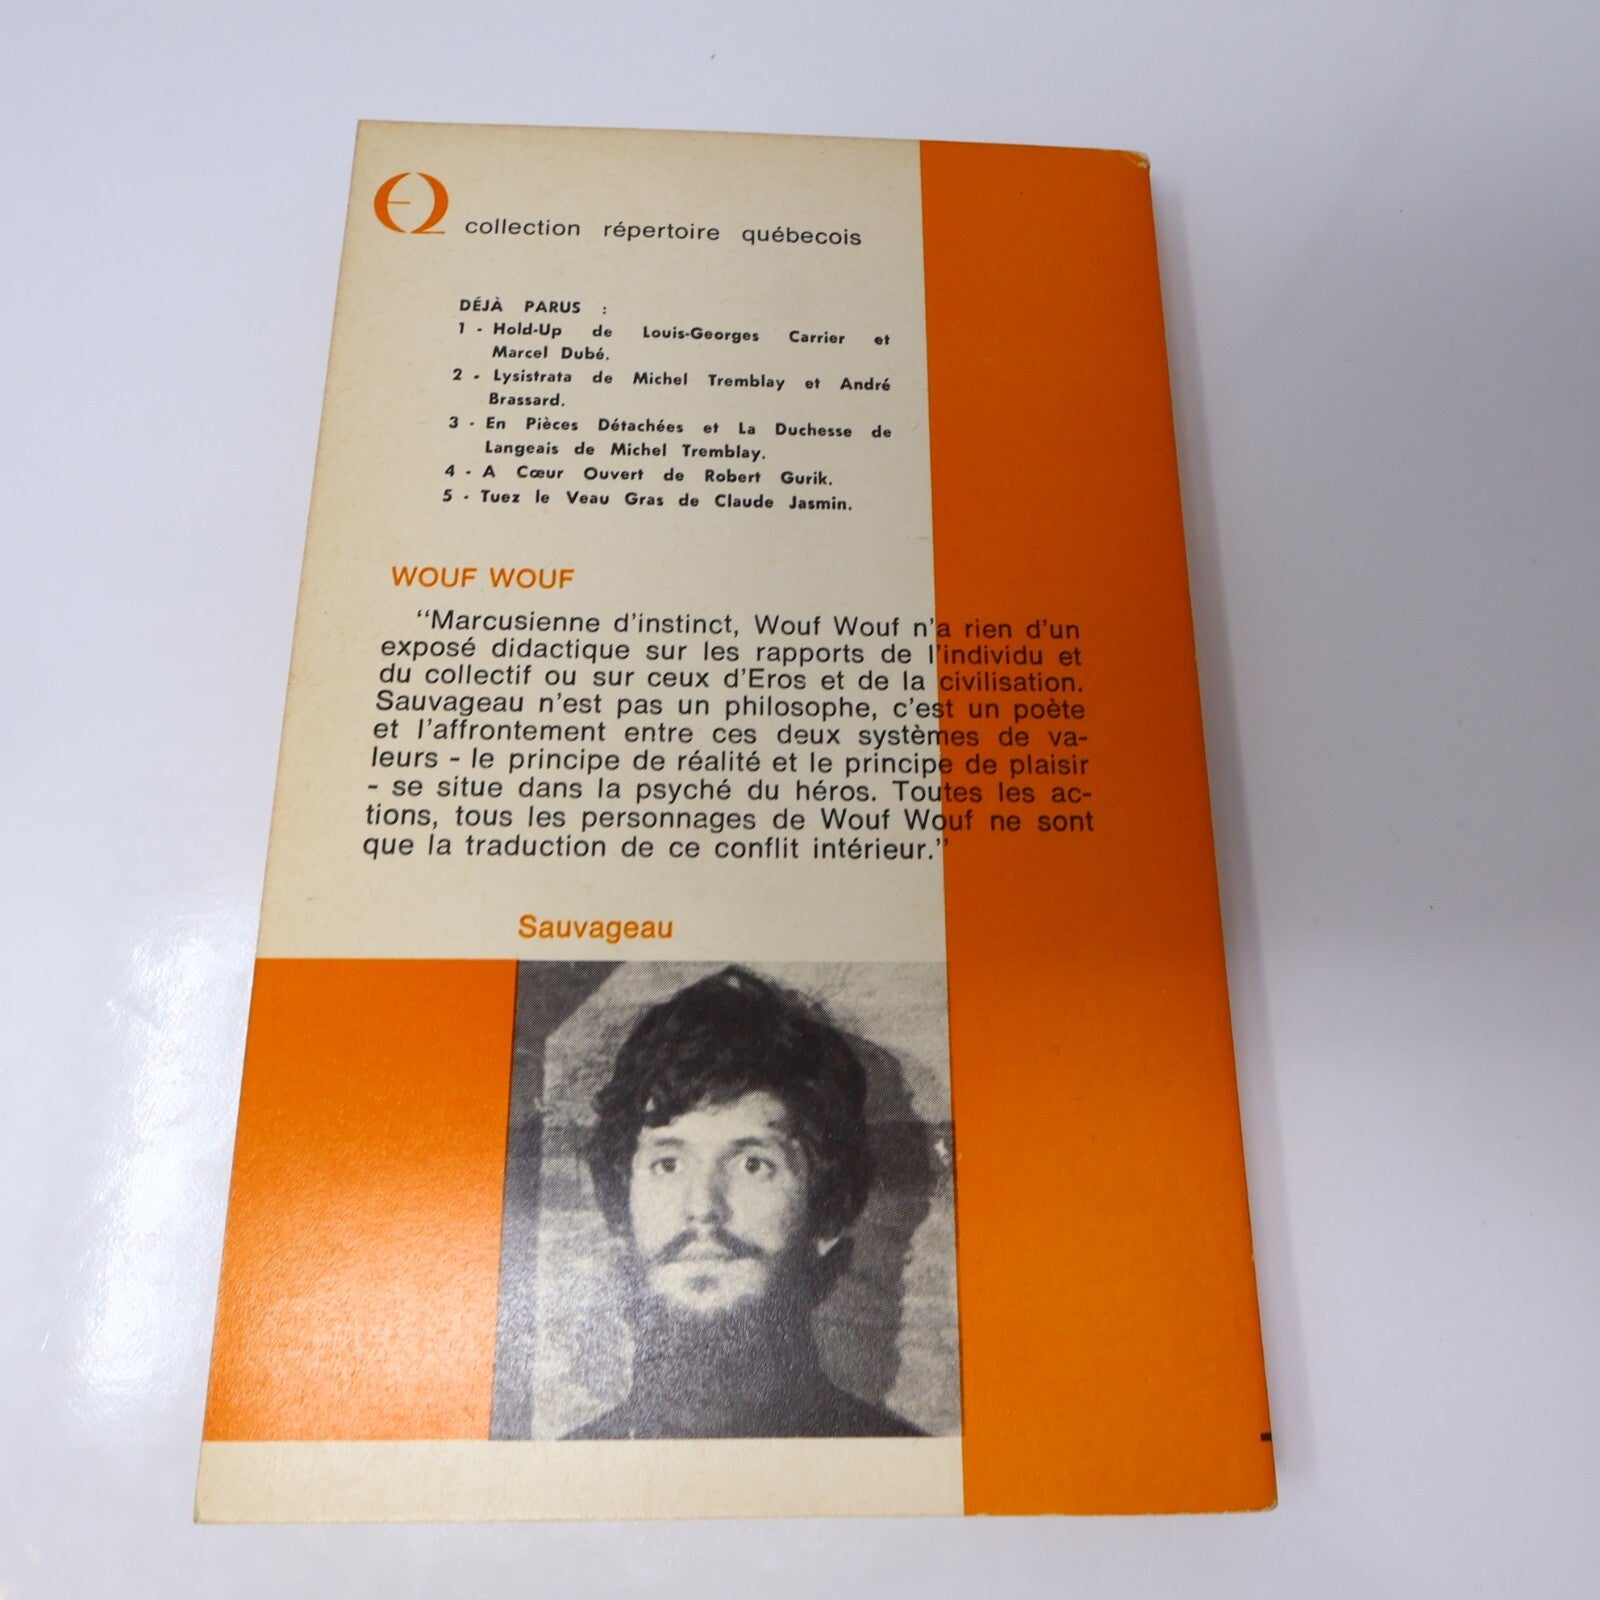 EQ collection répertoire québecois
DÉJÀ PARUS :
1 - Hold-Up de Louis-Georges Carrier et
Marcel Dubé.
2 - Lysistrata de Michel Tremblay et André
Brassard.
3 - En Pièces Détachées et La Duchesse de
Langeais de Michel Tremblay.
4 - A Cœur Ouvert de Robert Gurik.
5 - Tuez le Veau Gras de Claude Jasmin.
WOUF WOUF
"Marcusienne d'instinct, Wouf Wouf n'a rien d'un
exposé didactique sur les rapports de l'individu et
du collectif ou sur ceux d'Eros et de la civilisation.
Sauvageau n'est pas un philosophe, c'est un poète
et l'affrontement entre ces deux systèmes de va-
leurs - le principe de réalité et le principe de plaisir
- se situe dans la psyché du héros. Toutes les ac-
tions, tous les personnages de Wouf Wouf ne sont
que la traduction de ce conflit intérieur."
Sauvageau